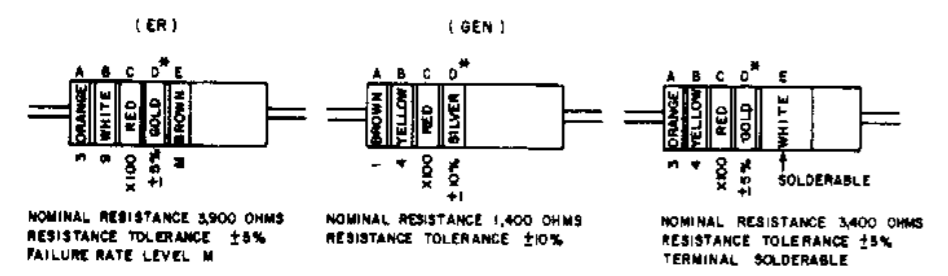 (ER)
A B C D* E
ORANGE WHITE RED GOLD BROWN
3 9 X100 ±5% M
NOMINAL RESISTANCE 3,900 OHMS
RESISTANCE TOLERANCE ±5%
FAILURE RATE LEVEL M
(GEN)
A B C D*
BROWN YELLOW RED SILVER
1 4 X100 ±10%
±1
NOMINAL RESISTANCE 1,400 OHMS
RESISTANCE TOLERANCE ±10%
A B C D* E
ORANGE YELLOW RED GOLD WHITE
3 4 X100 ±5%
SOLDERABLE
NOMINAL RESISTANCE 3,400 OHMS
RESISTANCE TOLERANCE ±5%
TERMINAL SOLDERABLE